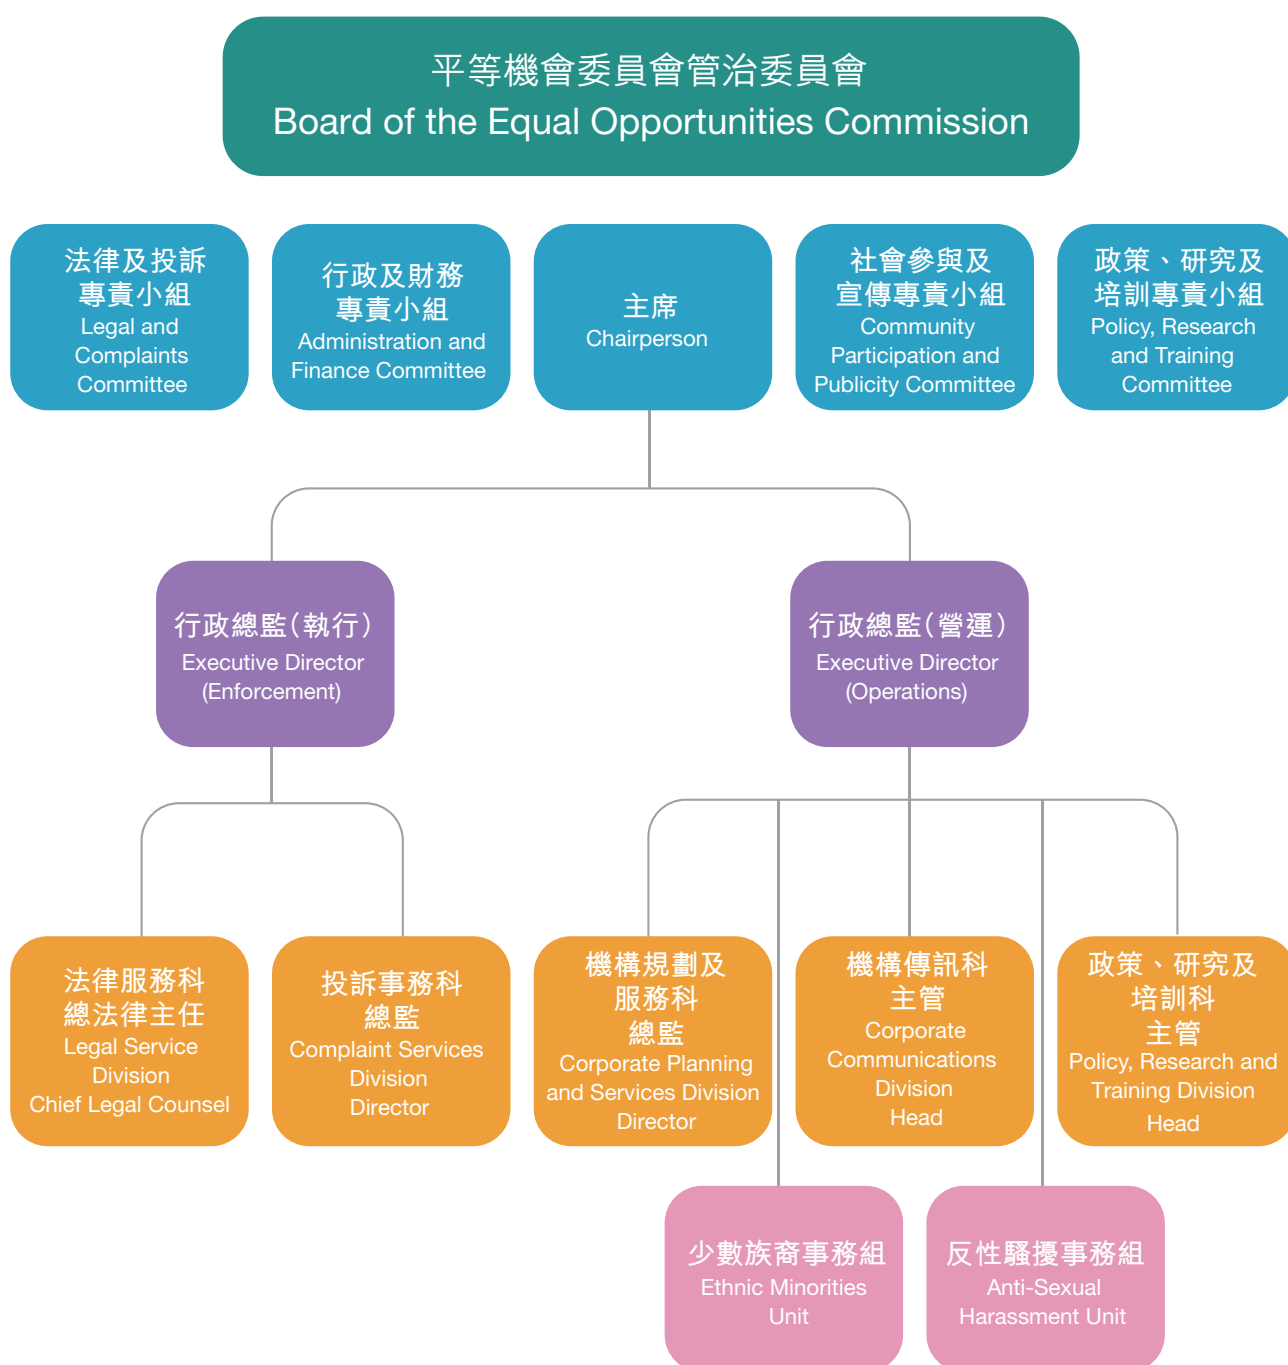 平等機會委員會管治委員會
Board of the Equal Opportunities Commission
法律及投訴
專責小組
Legal and
Complaints
Committee
行政及財務
專責小組
Administration and
Finance Committee
主席
Chairperson
社會參與及
宣傳專責小組
Community
Participation and
Publicity Committee
政策、研究及
培訓專責小組
Policy, Research
and Training
Committee
行政總監(執行)
Executive Director
(Enforcement)
行政總監(營運)
Executive Director
(Operations)
法律服務科
總法律主任
Legal Service
Division
Chief Legal Counsel
投訴事務科
總監
Complaint Services
Division
Director
機構規劃及
服務科
總監
Corporate Planning
and Services Division
Director
機構傳訊科
主管
Corporate
Communications
Division
Head
政策、研究及
培訓科
主管
Policy, Research and
Training Division
Head
少數族裔事務組
Ethnic Minorities
Unit
反性騷擾事務組
Anti-Sexual
Harassment Unit